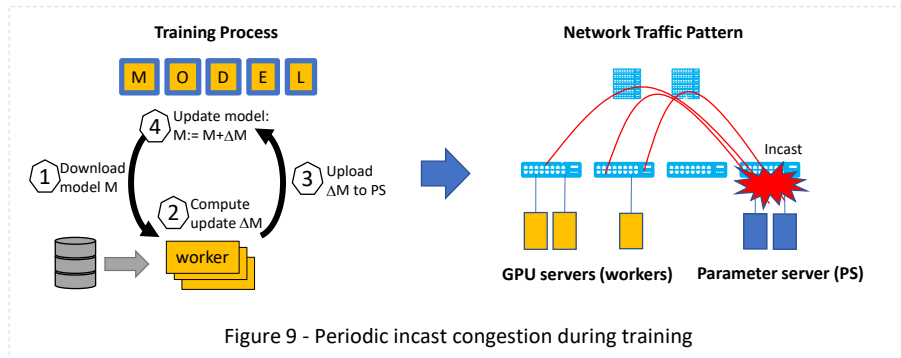 Training Process
M O D E L
4 Update model:
M:= M+ΔM
1 Download
model M
3 Upload
ΔM to PS
2 Compute
update ΔM
worker
Network Traffic Pattern
Incast
GPU servers (workers)
Parameter server (PS)
Figure 9 - Periodic incast congestion during training